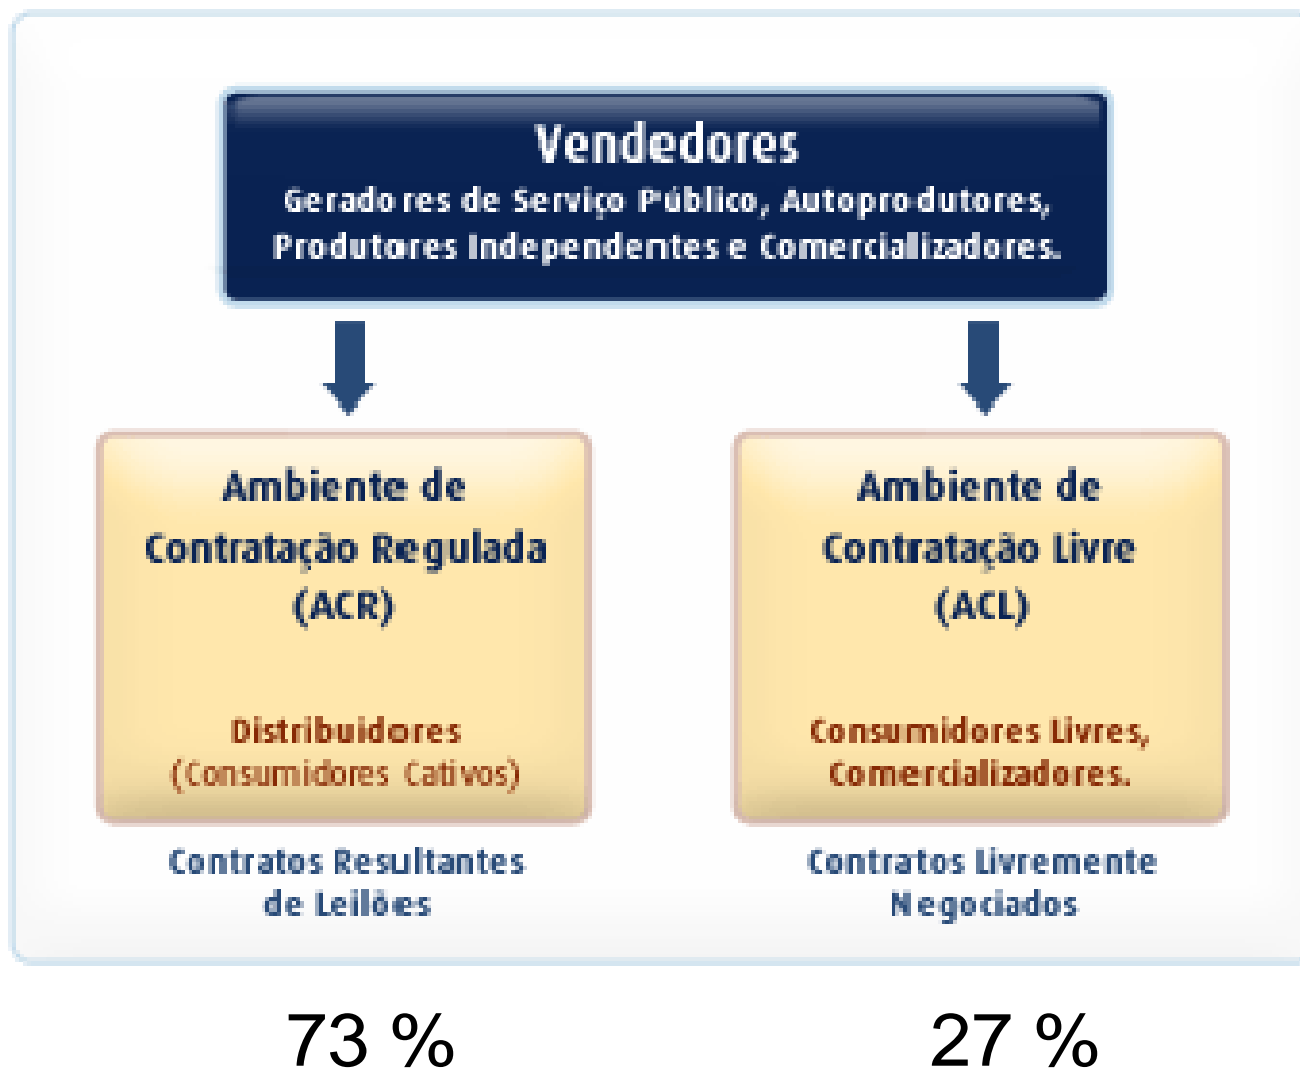 Vendedores
Geradores de Serviço Público, Autoprodutores,
Produtores Independentes e Comercializadores.
Ambiente de
Contratação Regulada
(ACR)
Distribuidores
(Consumidores Cativos)
Contratos Resultantes
de Leilões
73 %
Ambiente de
Contratação Livre
(ACL)
Consumidores Livres,
Comercializadores.
Contratos Livremente
Negociados
27 %